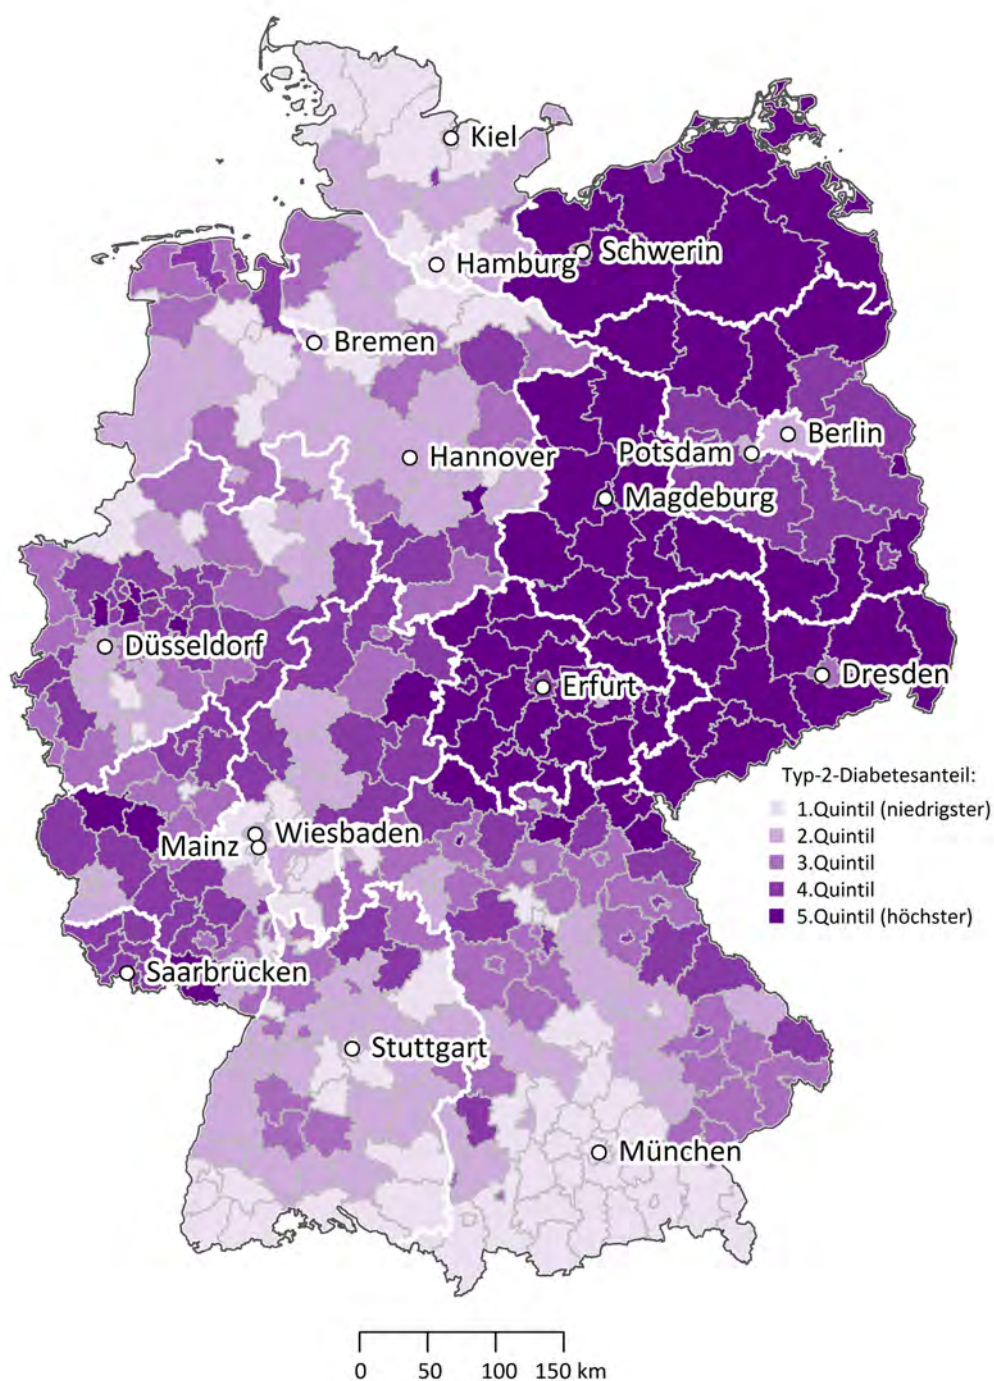 Kiel
Hamburg
Schwerin
Bremen
Berlin
Hannover
Potsdam
Magdeburg
Düsseldorf
Erfurt
Dresden
Typ-2-Diabetesanteil:
1.Quintil (niedrigster)
2.Quintil
3.Quintil
4.Quintil
5.Quintil (höchster)
Wiesbaden
Mainz
Saarbrücken
Stuttgart
München
0 50 100 150 km